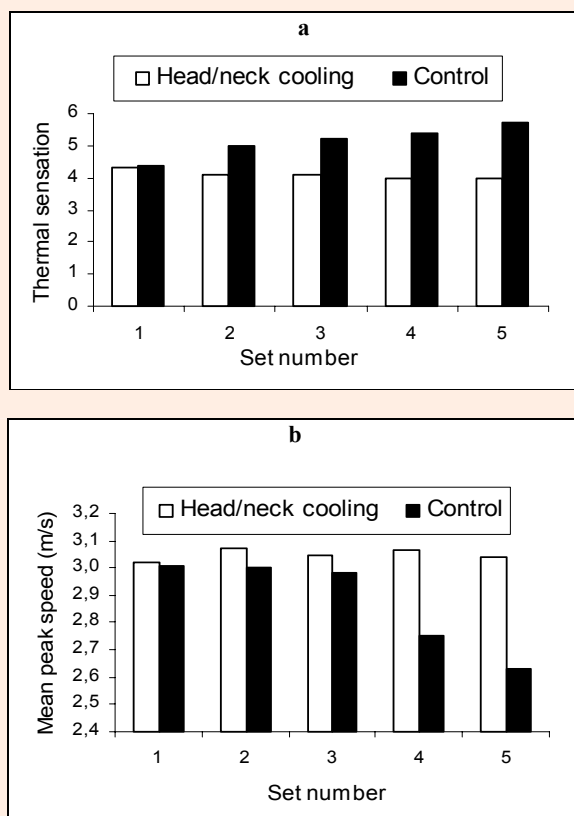 a
Head/neck cooling Control
Thermal sensation
6
5
4
3
2
1
0
1 2 3 4 5
Set number
b
Head/neck cooling Control
Mean peak speed (m/s)
3,2
3,1
3,0
2,9
2,8
2,7
2,6
2,5
2,4
1 2 3 4 5
Set number